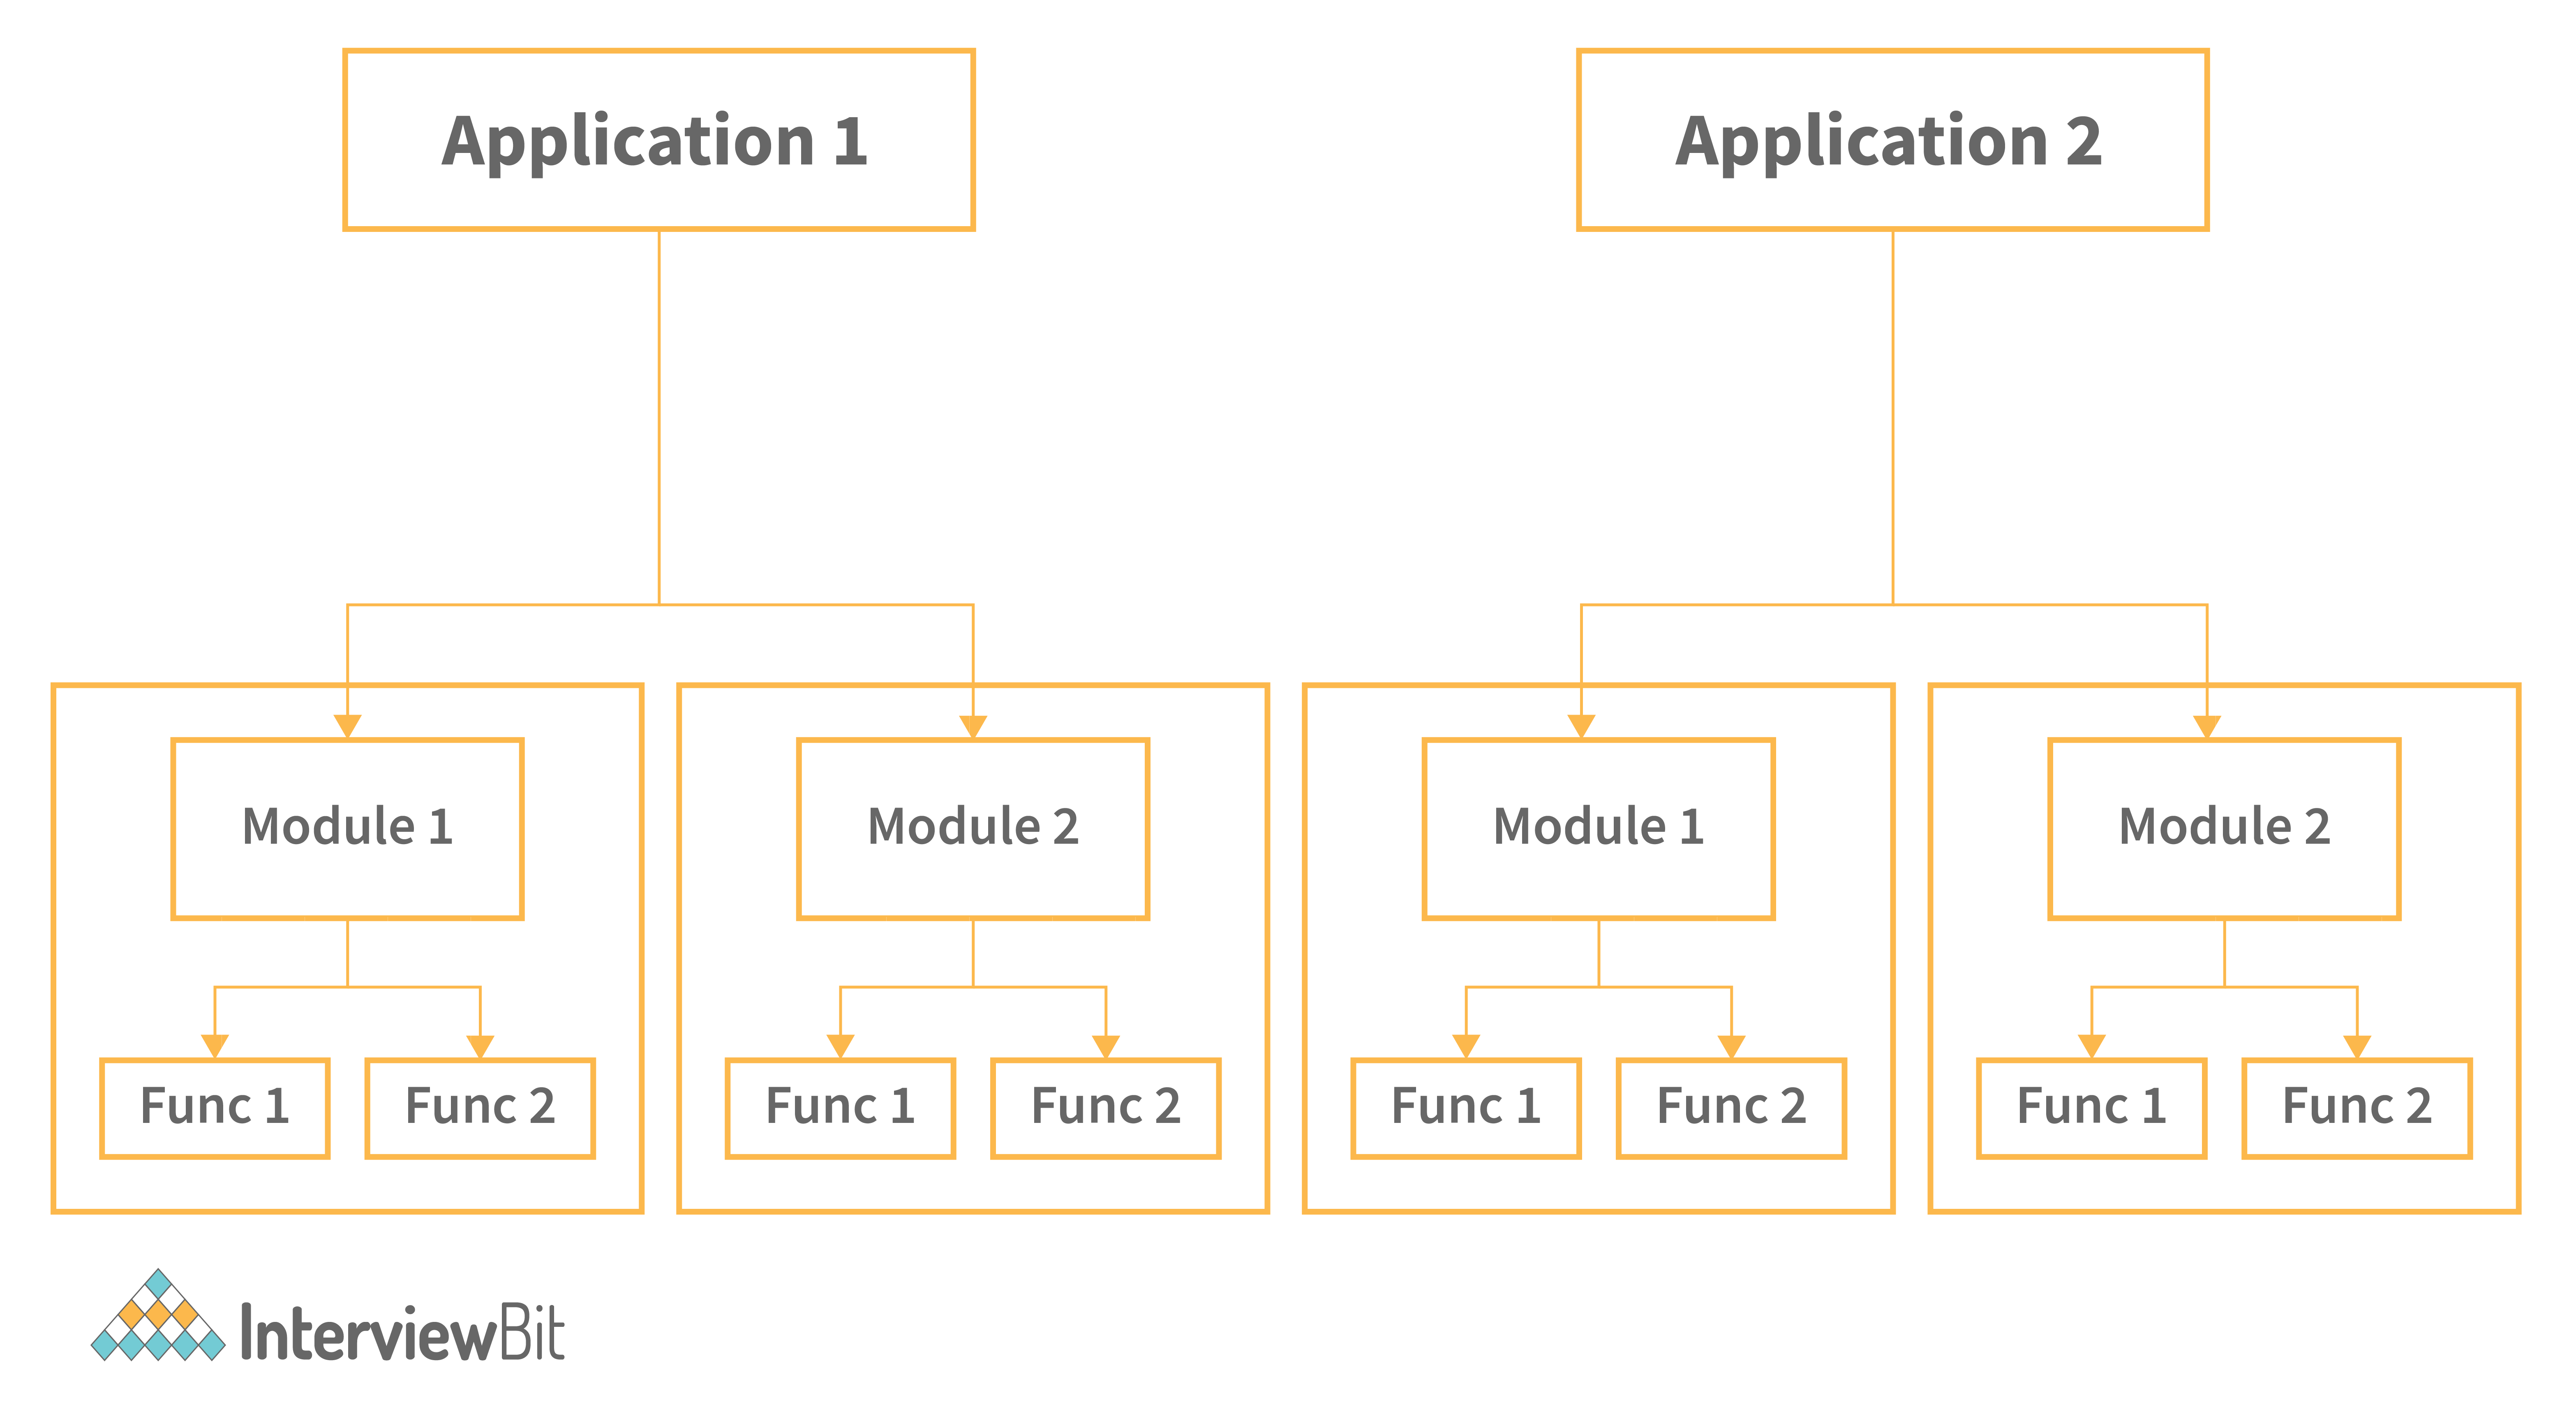 Application 1
Application 2
Module 1
Module 2
Module 1
Module 2
Func 1
Func 2
Func 1
Func 2
Func 1
Func 2
Func 1
Func 2
InterviewBit